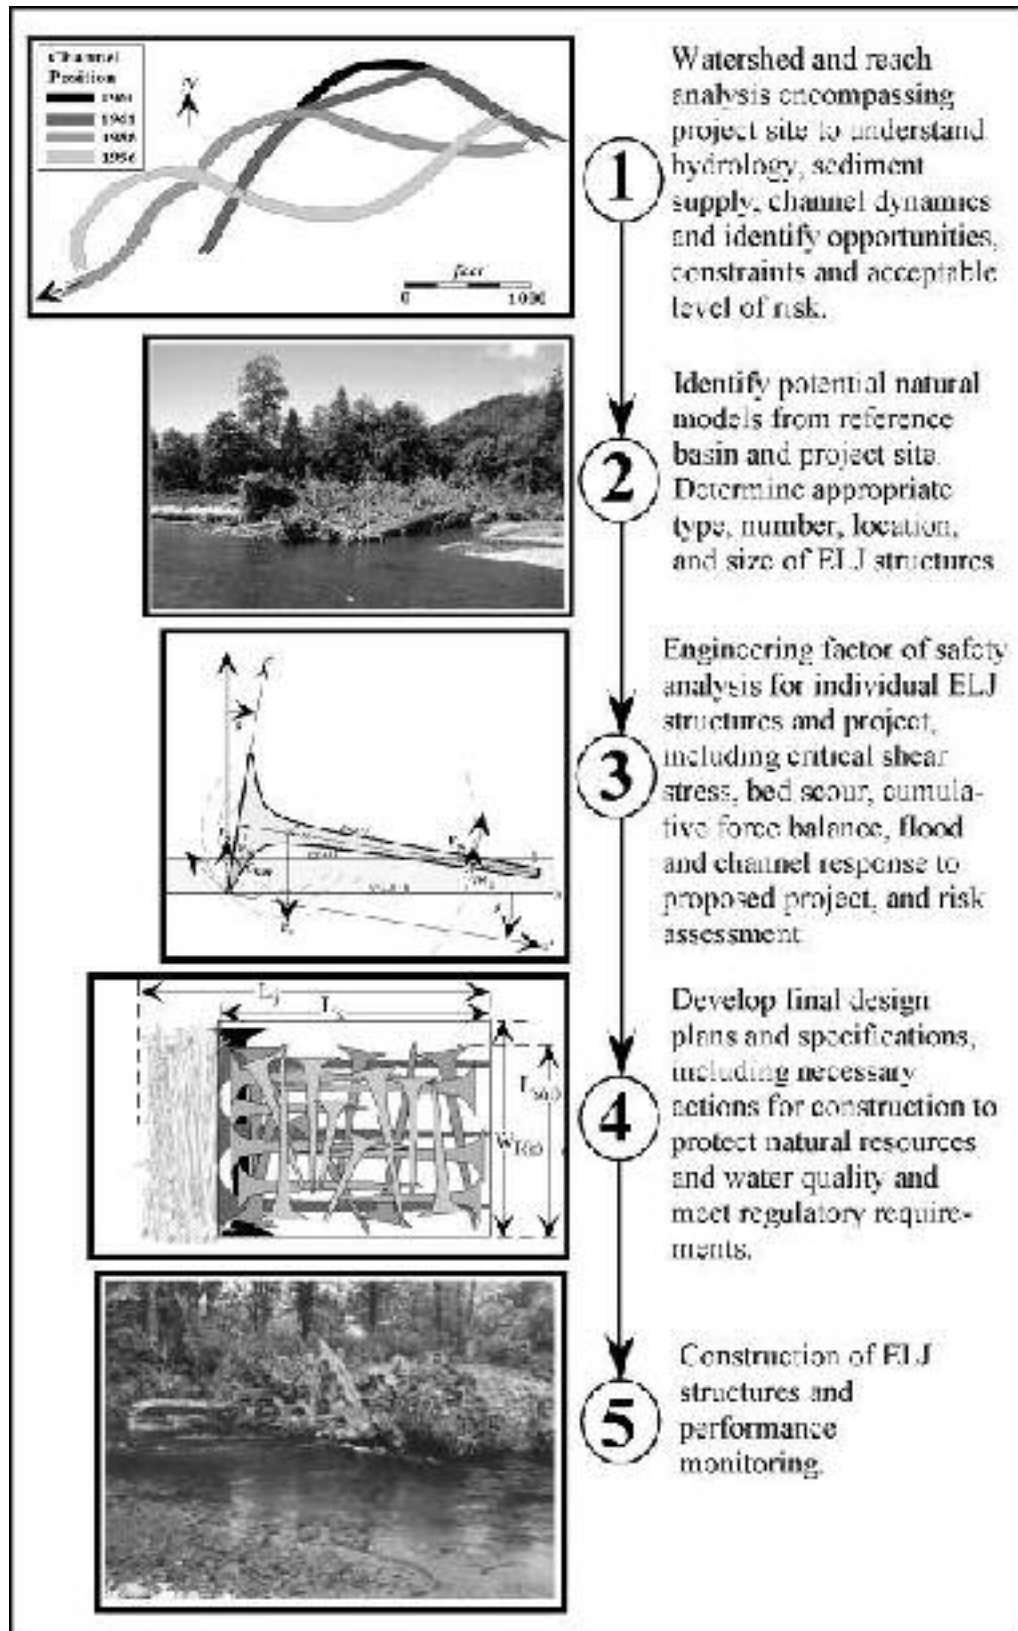 Channel
Position
1941
1956
N
feet
0 1000
1
Watershed and reach
analysis encompassing
project site to understand
hydrology, sediment
supply, channel dynamics
and identify opportunities,
constraints and acceptable
level of risk.
2
Identify potential natural
models from reference
basin and project site.
Determine appropriate
type, number, location,
and size of ELJ structures
3
Engineering factor of safety
analysis for individual ELJ
structures and project,
including critical shear
stress, bed scour, cumula-
tive force balance, flood
and channel response to
proposed project, and risk
assessment
4
Develop final design
plans and specifications,
including necessary
actions for construction to
protect natural resources
and water quality and
meet regulatory require-
ments.
5
Construction of ELJ
structures and
performance
monitoring.